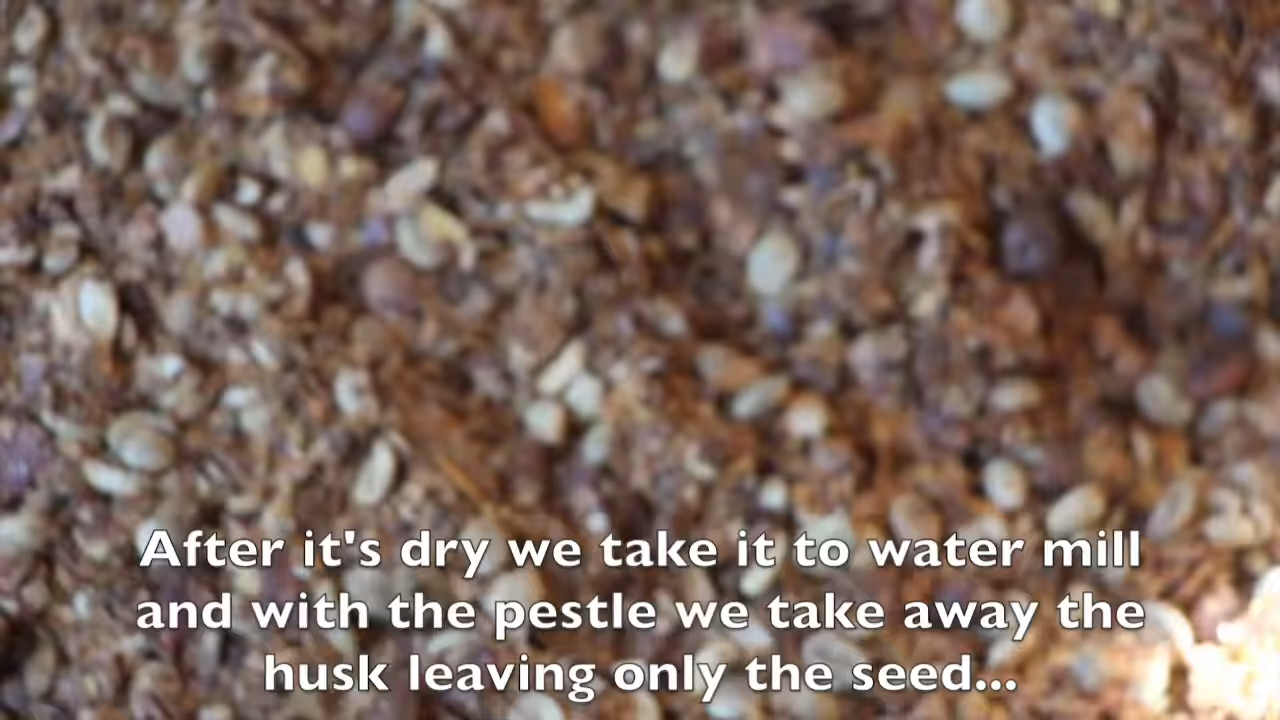 After it's dry we take it to water mill
and with the pestle we take away the
husk leaving only the seed...